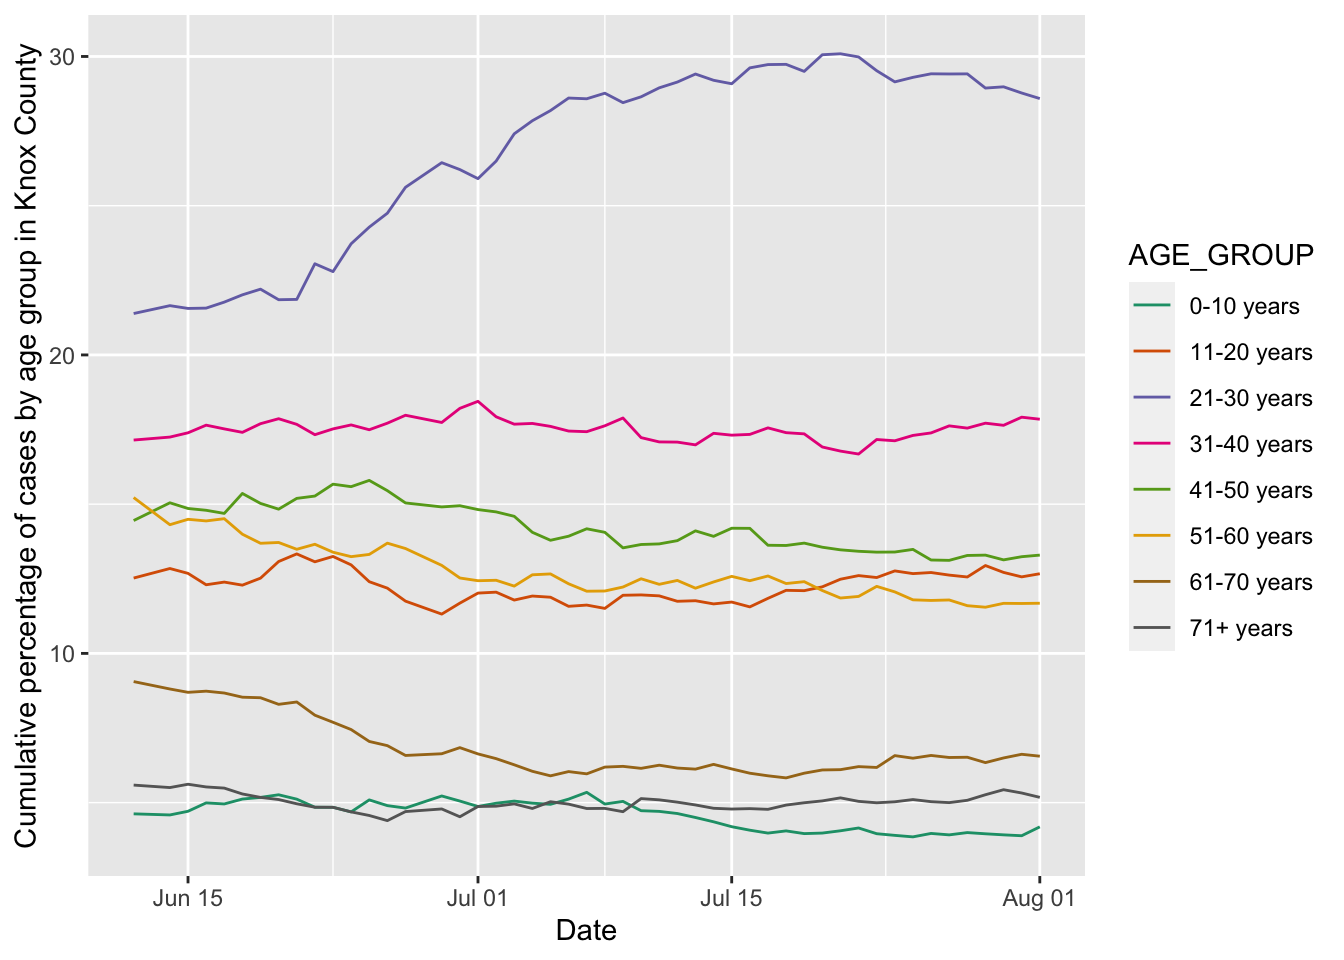 Cumulative percentage of cases by age group in Knox County
30
20
10
Jun 15
Jul 01
Jul 15
Aug 01
Date
AGE_GROUP
0-10 years
11-20 years
21-30 years
31-40 years
41-50 years
51-60 years
61-70 years
71+ years